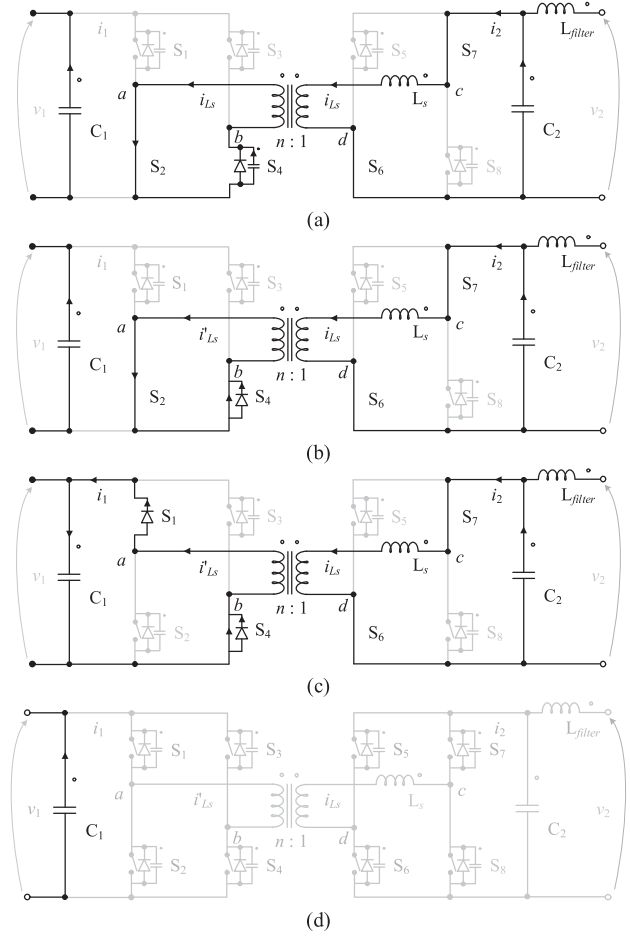 i1 S1 S3 S5 S7 i2 Lfilter
v1 C1 a iLs iLs Ls c C2 v2
S2 b S4 n : 1 d S6 S8
(a)
i1 S1 S3 S5 S7 i2 Lfilter
v1 C1 a i'Ls iLs Ls c C2 v2
S2 b S4 n : 1 d S6 S8
(b)
i1 S1 S3 S5 S7 i2 Lfilter
v1 C1 a i'Ls iLs Ls c C2 v2
S2 b S4 n : 1 d S6 S8
(c)
i1 S1 S3 S5 S7 i2 Lfilter
v1 C1 a i'Ls iLs Ls c C2 v2
S2 b S4 n : 1 d S6 S8
(d)